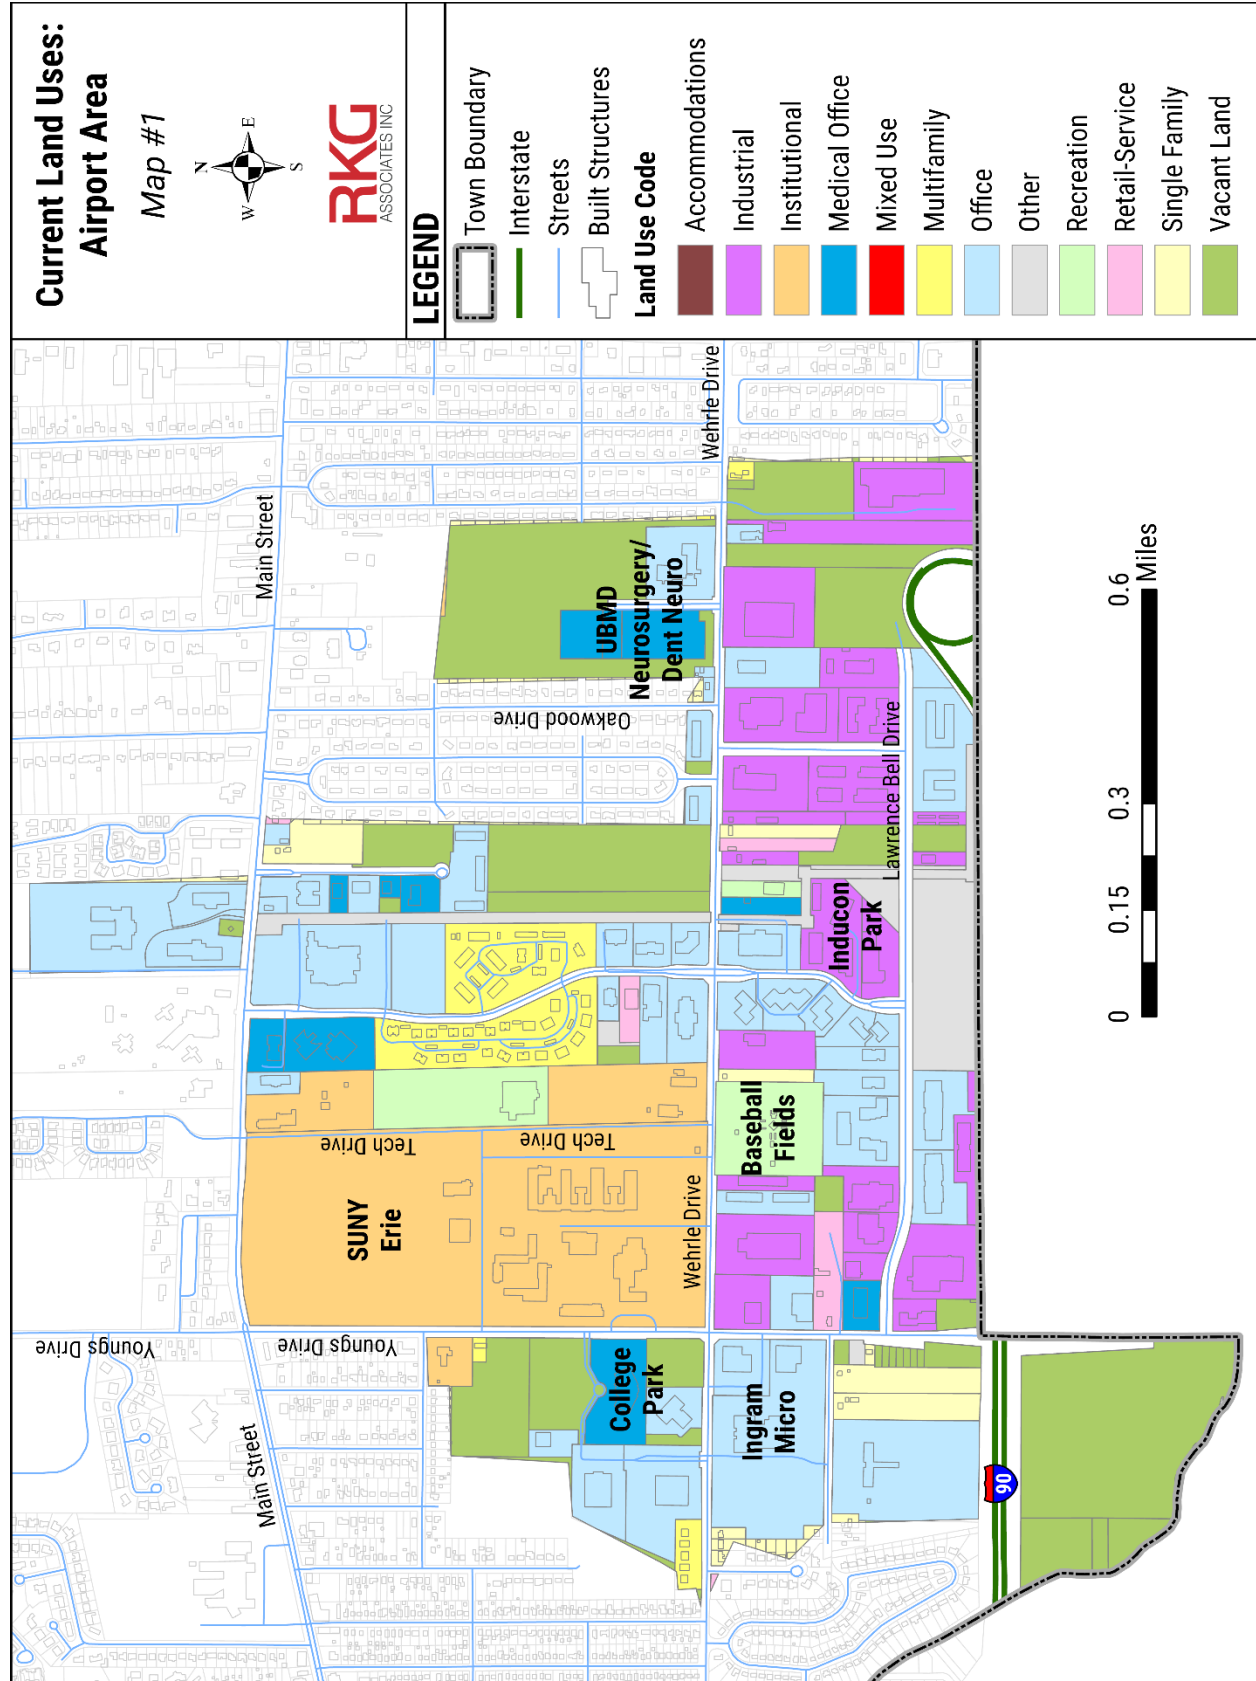 Current Land Uses:
Airport Area
Map #1
N
W
E
S
RKG
ASSOCIATES INC
LEGEND
Town Boundary
Interstate
Streets
Built Structures
Land Use Code
Accommodations
Industrial
Institutional
Medical Office
Mixed Use
Multifamily
Office
Other
Recreation
Retail-Service
Single Family
Vacant Land
Youngs Drive
Youngs Drive
Main Street
Main Street
SUNY
Erie
Tech Drive
Tech Drive
Oakwood Drive
UBMD
Neurosurgery/
Dent Neuro
College
Park
Wehrle Drive
Wehrle Drive
Ingram
Micro
Baseball
Fields
Inducon
Park
Lawrence Bell Drive
90
0
0.15
0.3
0.6
Miles